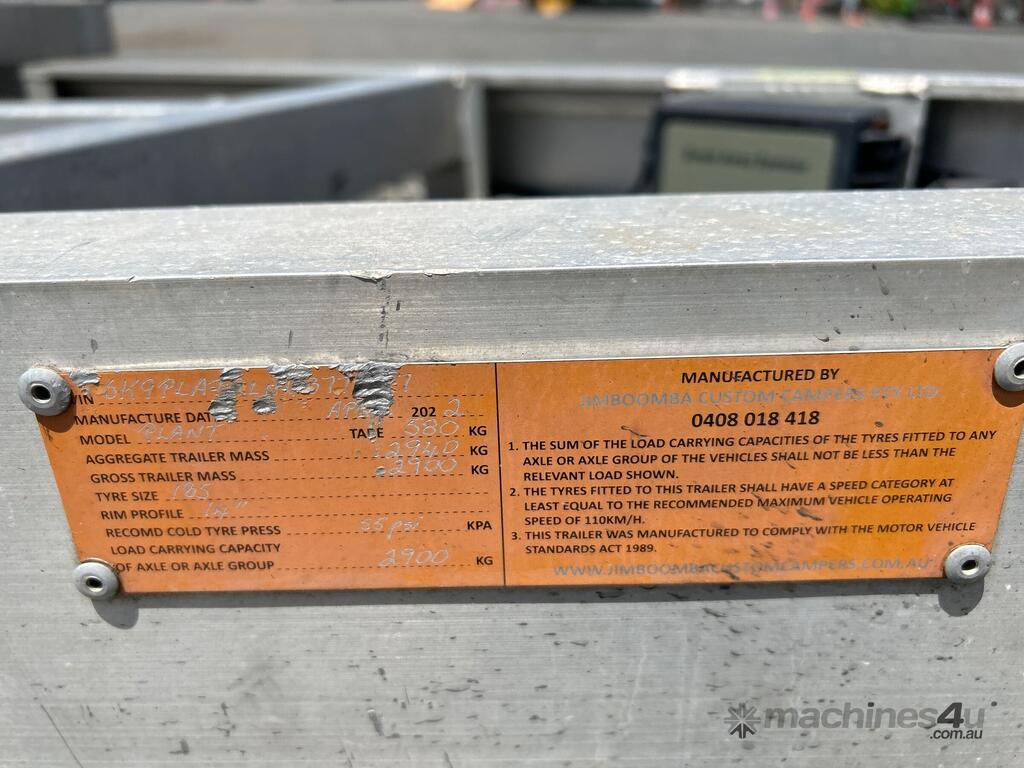 VIN
MANUFACTURE DATE 2022
MODEL PLANT TARE 580 KG
AGGREGATE TRAILER MASS 2940 KG
GROSS TRAILER MASS 2900 KG
TYRE SIZE 185
RIM PROFILE 14"
RECOMD COLD TYRE PRESS 55 psi KPA
LOAD CARRYING CAPACITY
OF AXLE OR AXLE GROUP 2900 KG
MANUFACTURED BY
JIMBOOMBA CUSTOM CAMPERS PTY LTD.
0408 018 418
1. THE SUM OF THE LOAD CARRYING CAPACITIES OF THE TYRES FITTED TO ANY
AXLE OR AXLE GROUP OF THE VEHICLES SHALL NOT BE LESS THAN THE
RELEVANT LOAD SHOWN.
2. THE TYRES FITTED TO THIS TRAILER SHALL HAVE A SPEED CATEGORY AT
LEAST EQUAL TO THE RECOMMENDED MAXIMUM VEHICLE OPERATING
SPEED OF 110KM/H.
3. THIS TRAILER WAS MANUFACTURED TO COMPLY WITH THE MOTOR VEHICLE
STANDARDS ACT 1989.
WWW.JIMBOOMBACUSTOMCAMPERS.COM.AU
machines4u
.com.au